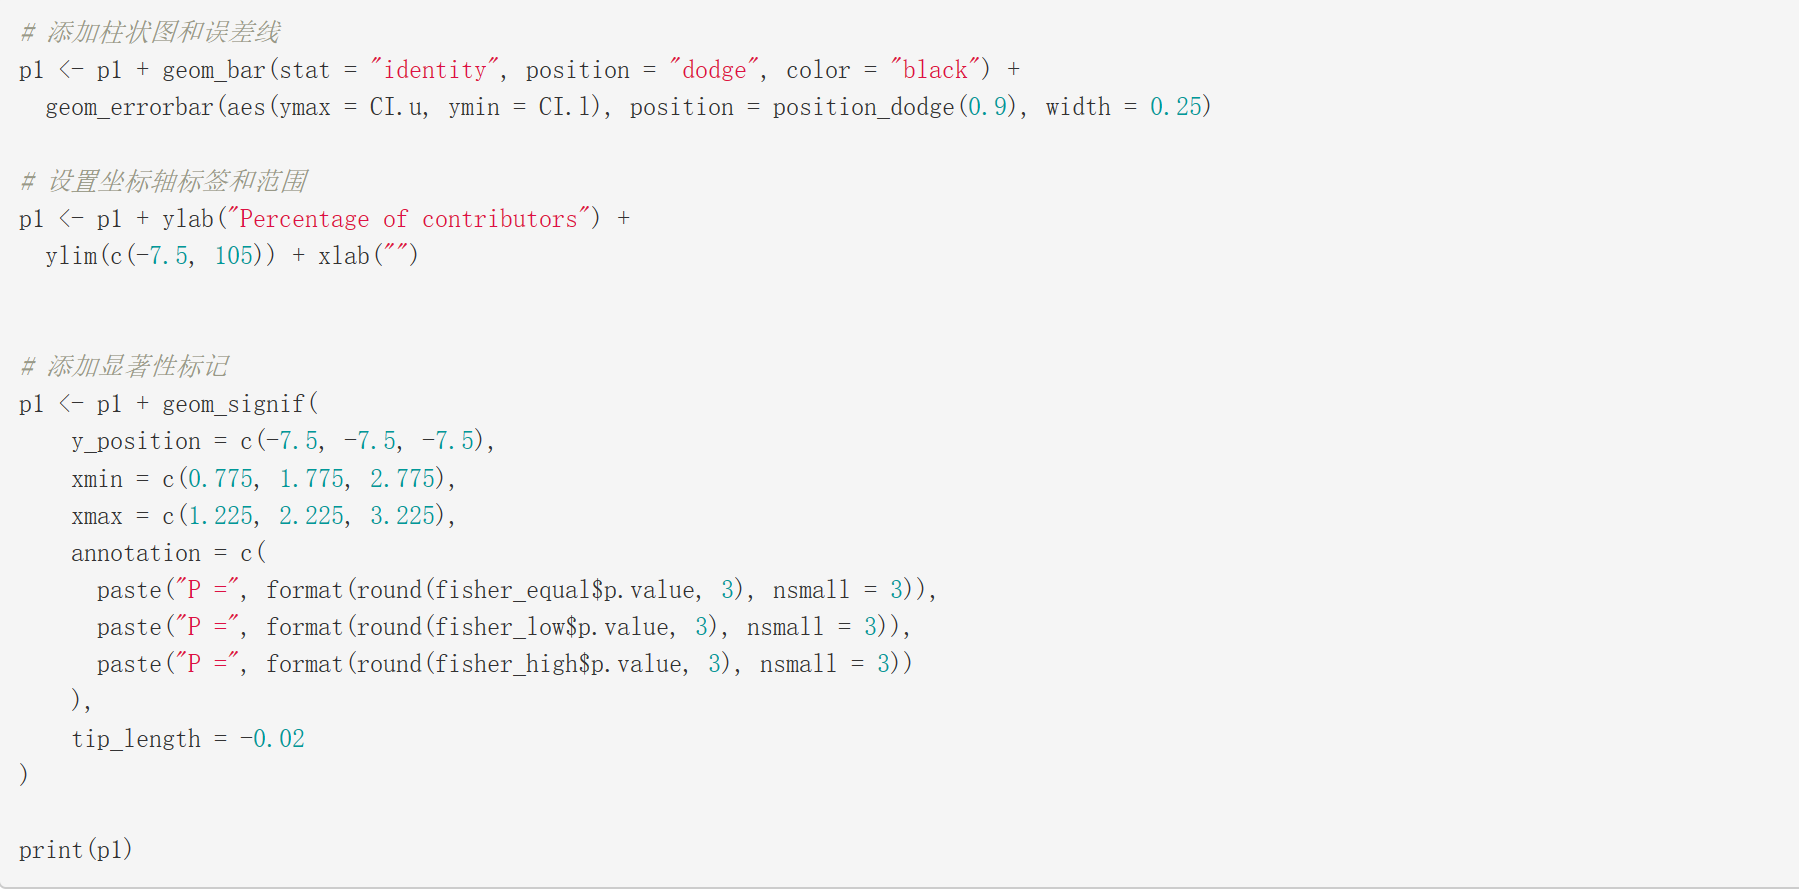 # 添加柱状图和误差线
p1 <- p1 + geom_bar(stat = "identity", position = "dodge", color = "black") +
  geom_errorbar(aes(ymax = CI.u, ymin = CI.l), position = position_dodge(0.9), width = 0.25)
# 设置坐标轴标签和范围
p1 <- p1 + ylab("Percentage of contributors") +
  ylim(c(-7.5, 105)) + xlab("")
# 添加显著性标记
p1 <- p1 + geom_signif(
    y_position = c(-7.5, -7.5, -7.5),
    xmin = c(0.775, 1.775, 2.775),
    xmax = c(1.225, 2.225, 3.225),
    annotation = c(
      paste("P =", format(round(fisher_equal$p.value, 3), nsmall = 3)),
      paste("P =", format(round(fisher_low$p.value, 3), nsmall = 3)),
      paste("P =", format(round(fisher_high$p.value, 3), nsmall = 3))
    ),
    tip_length = -0.02
)
print(p1)